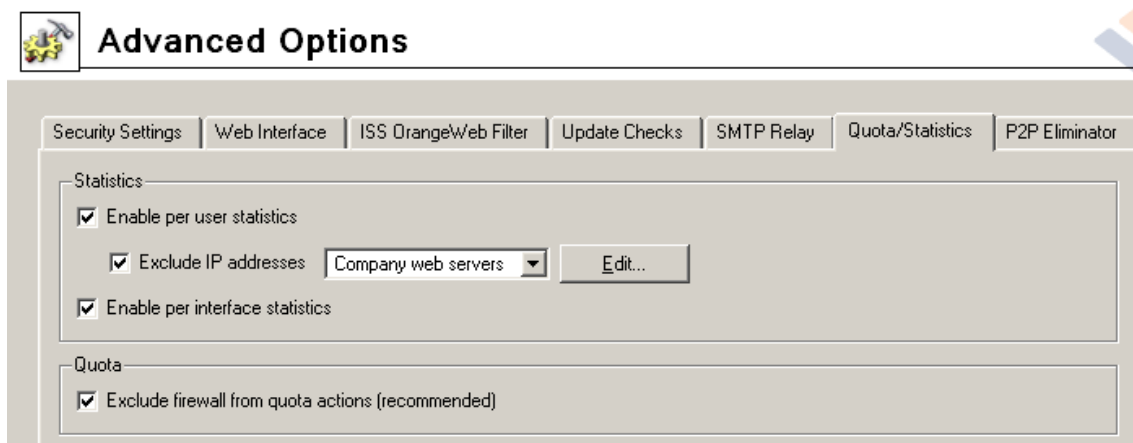 Advanced Options
Security Settings Web Interface ISS OrangeWeb Filter Update Checks SMTP Relay Quota/Statistics P2P Eliminator
Statistics
Enable per user statistics
Exclude IP addresses Company web servers Edit...
Enable per interface statistics
Quota
Exclude firewall from quota actions (recommended)